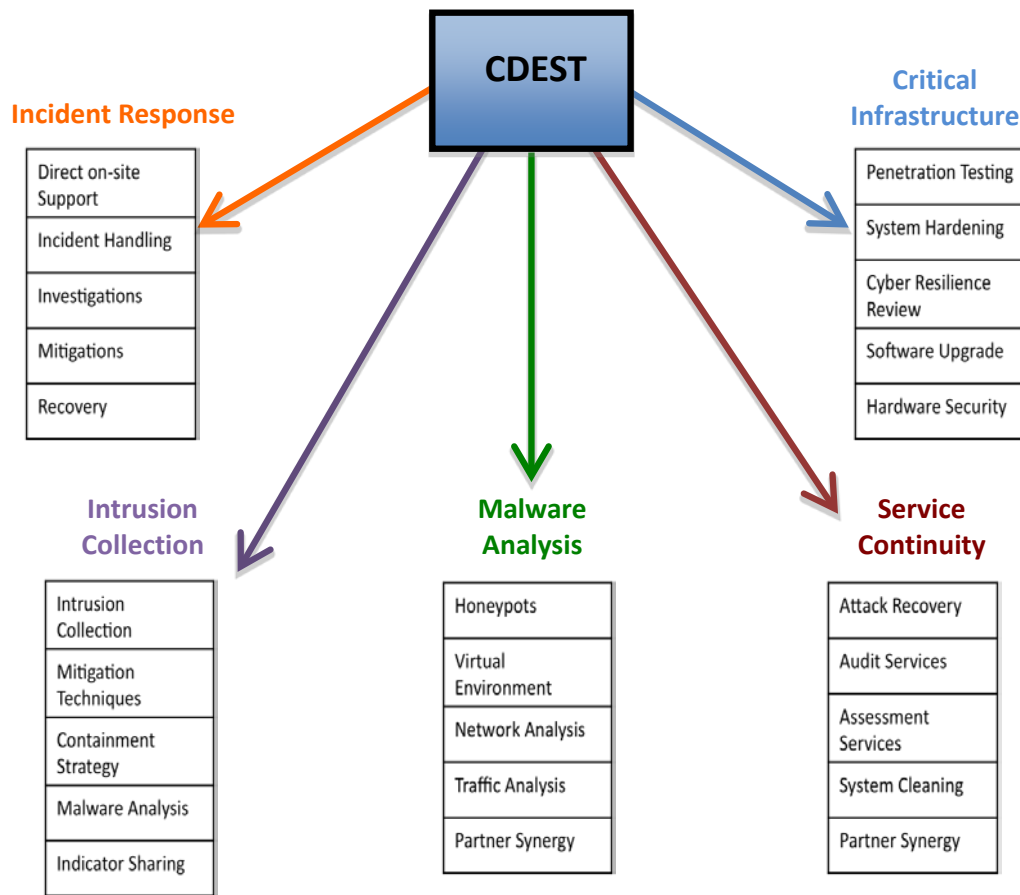 CDEST
Incident Response
Direct on-site
Support
Incident Handling
Investigations
Mitigations
Recovery
Critical
Infrastructure
Penetration Testing
System Hardening
Cyber Resilience
Review
Software Upgrade
Hardware Security
Intrusion
Collection
Intrusion
Collection
Mitigation
Techniques
Containment
Strategy
Malware Analysis
Indicator Sharing
Malware
Analysis
Honeypots
Virtual
Environment
Network Analysis
Traffic Analysis
Partner Synergy
Service
Continuity
Attack Recovery
Audit Services
Assessment
Services
System Cleaning
Partner Synergy